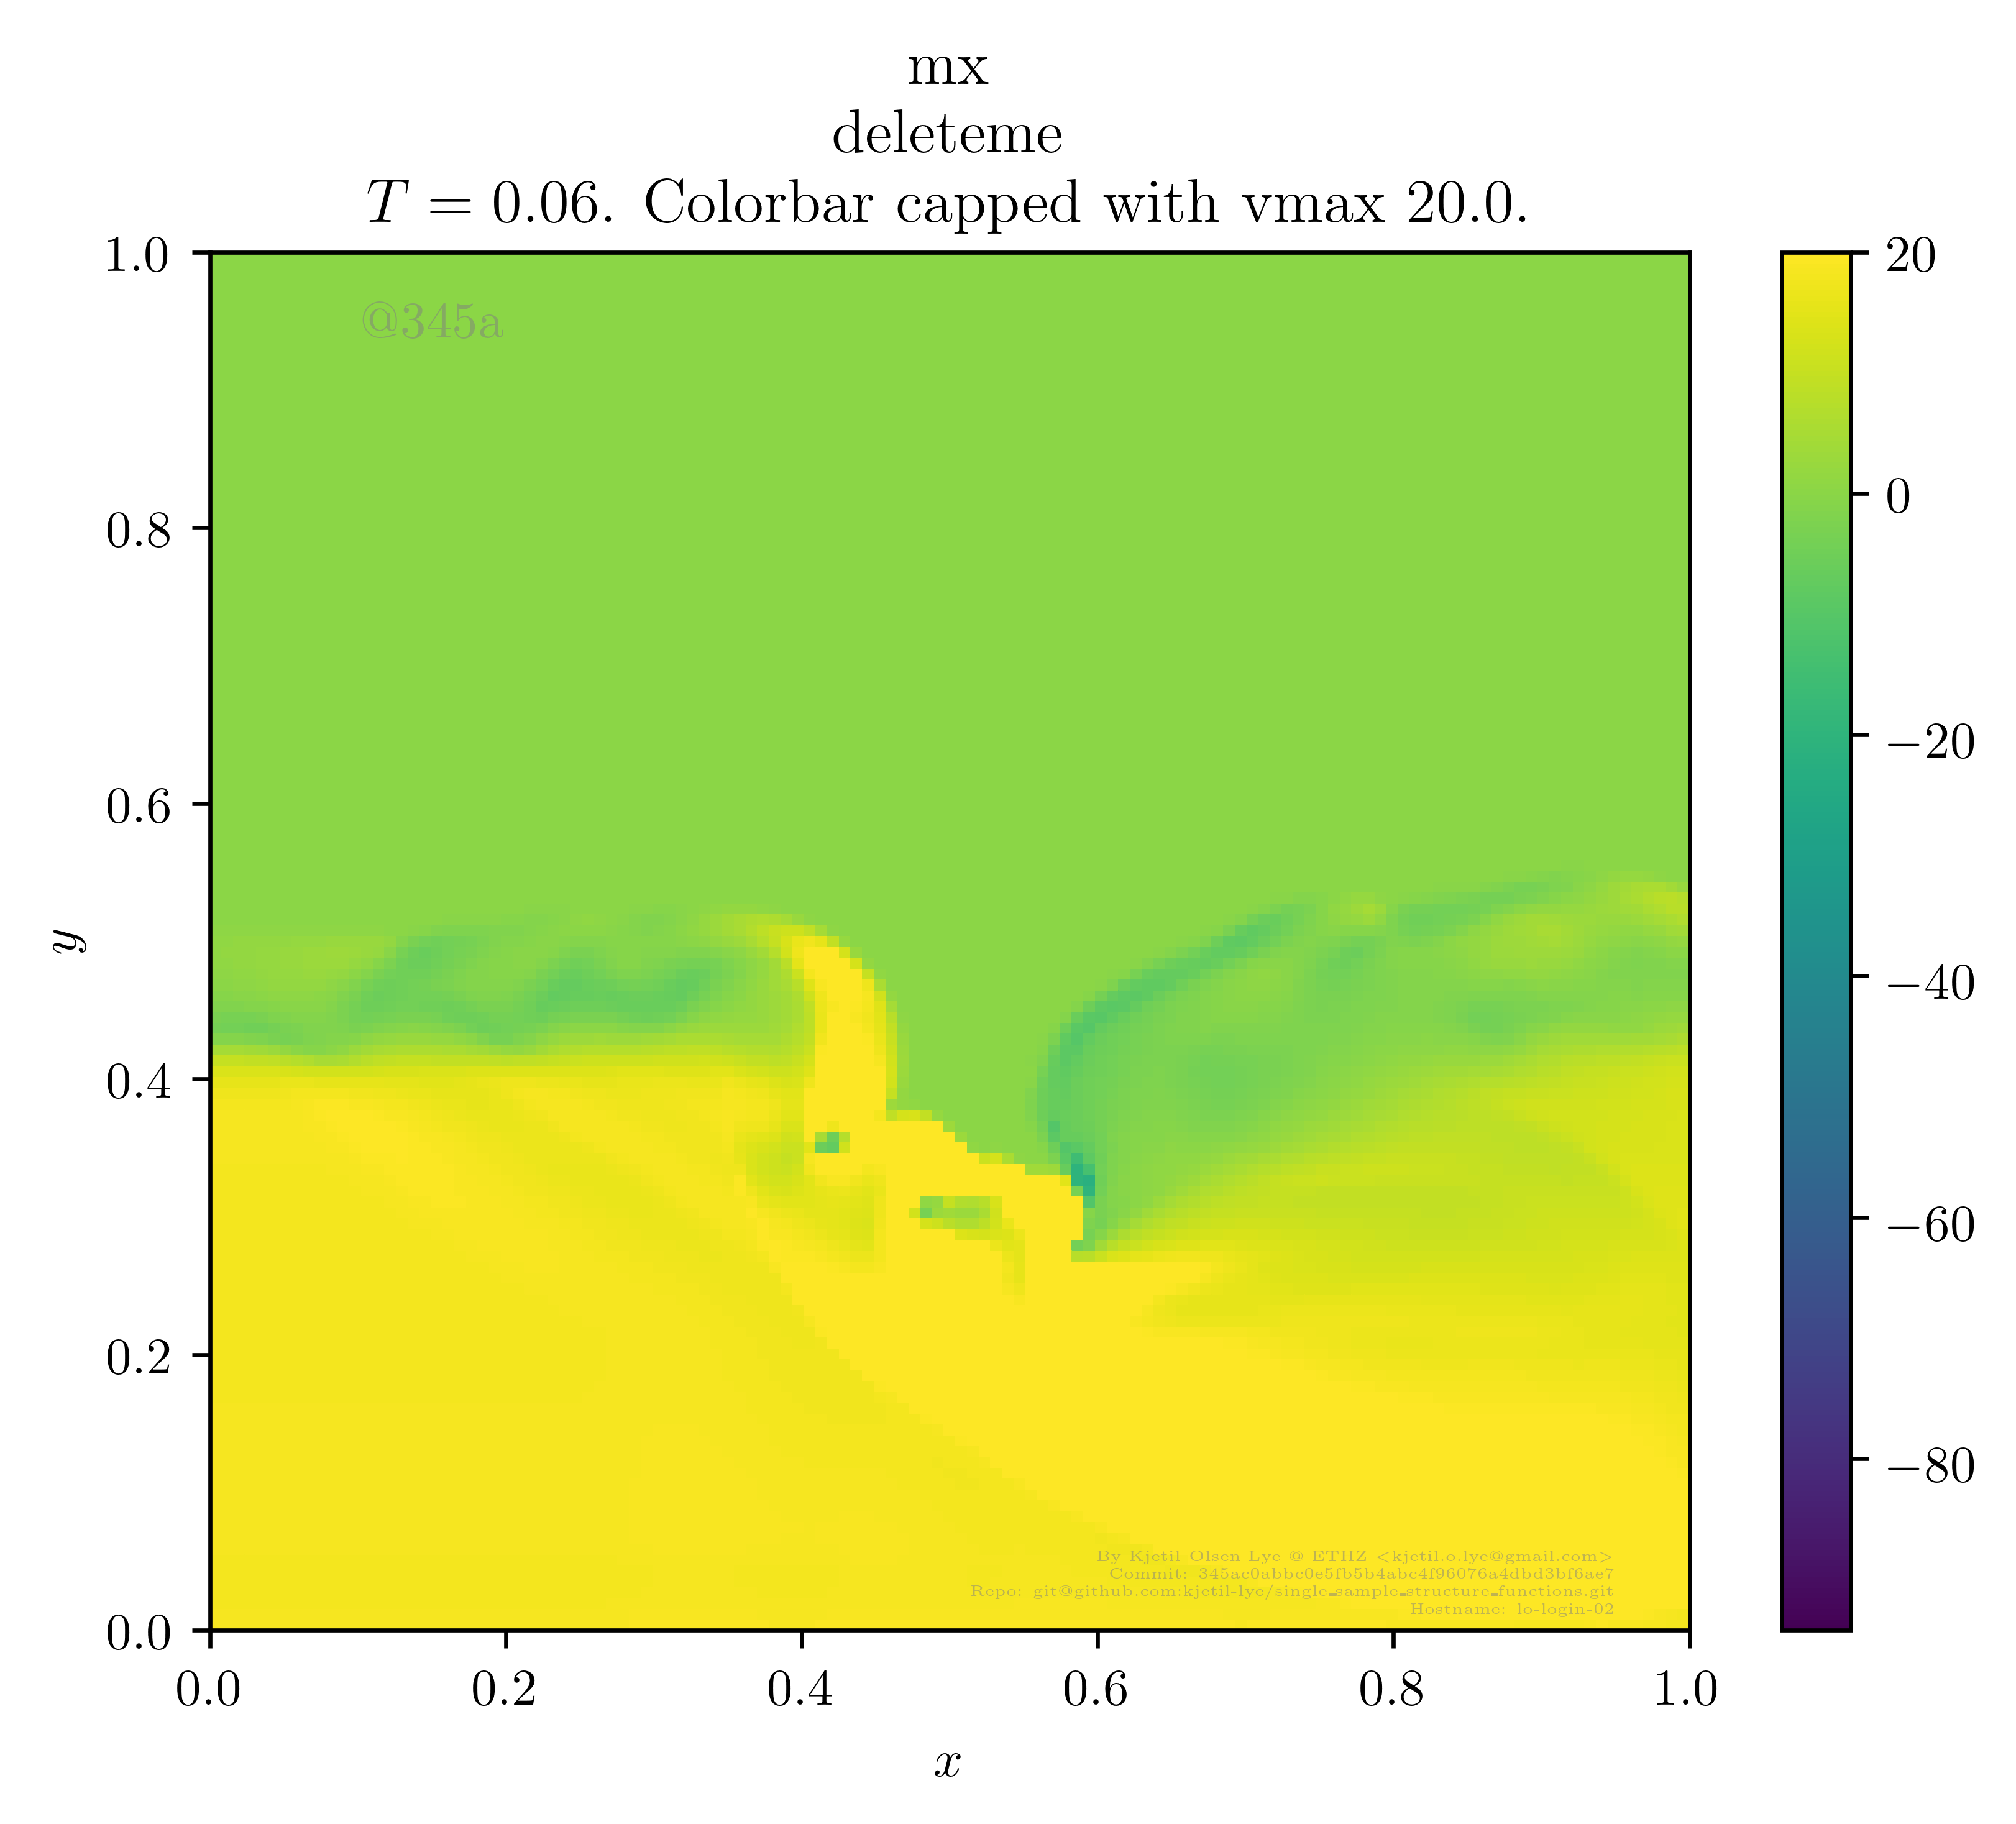 mx
deleteme
T = 0.06. Colorbar capped with vmax 20.0.
1.0
0.8
0.6
0.4
0.2
0.0
y
@345a
By Kjetil Olsen Lye @ ETHZ <kjetil.o.lye@gmail.com>
Commit: 345ac0abbc0e5fb5b4abc4f96076a4dbd3bf6ae7
Repo: git@github.com:kjetil-lye/single_sample_structure_functions.git
Hostname: lo-login-02
0.0 0.2 0.4 0.6 0.8 1.0
x
20
0
−20
−40
−60
−80